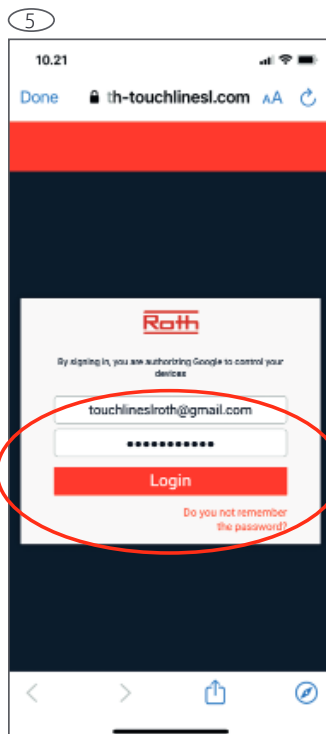 5
10.21
Done th-touchlinesl.com AA
Roth
By signing in, you are authorizing Google to control your
devices
touchlineslroth@gmail.com
•••••••••••
Login
Do you not remember
the password?